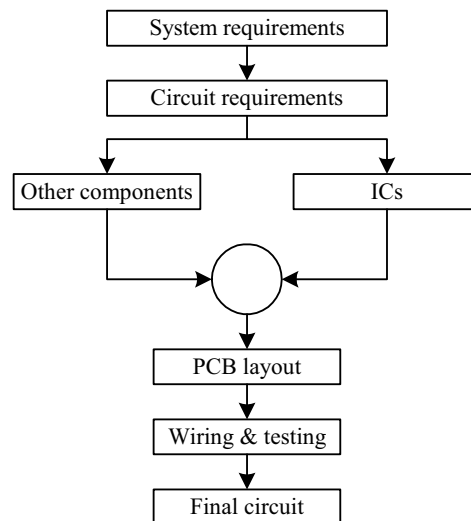 System requirements
Circuit requirements
Other components
ICs
PCB layout
Wiring & testing
Final circuit